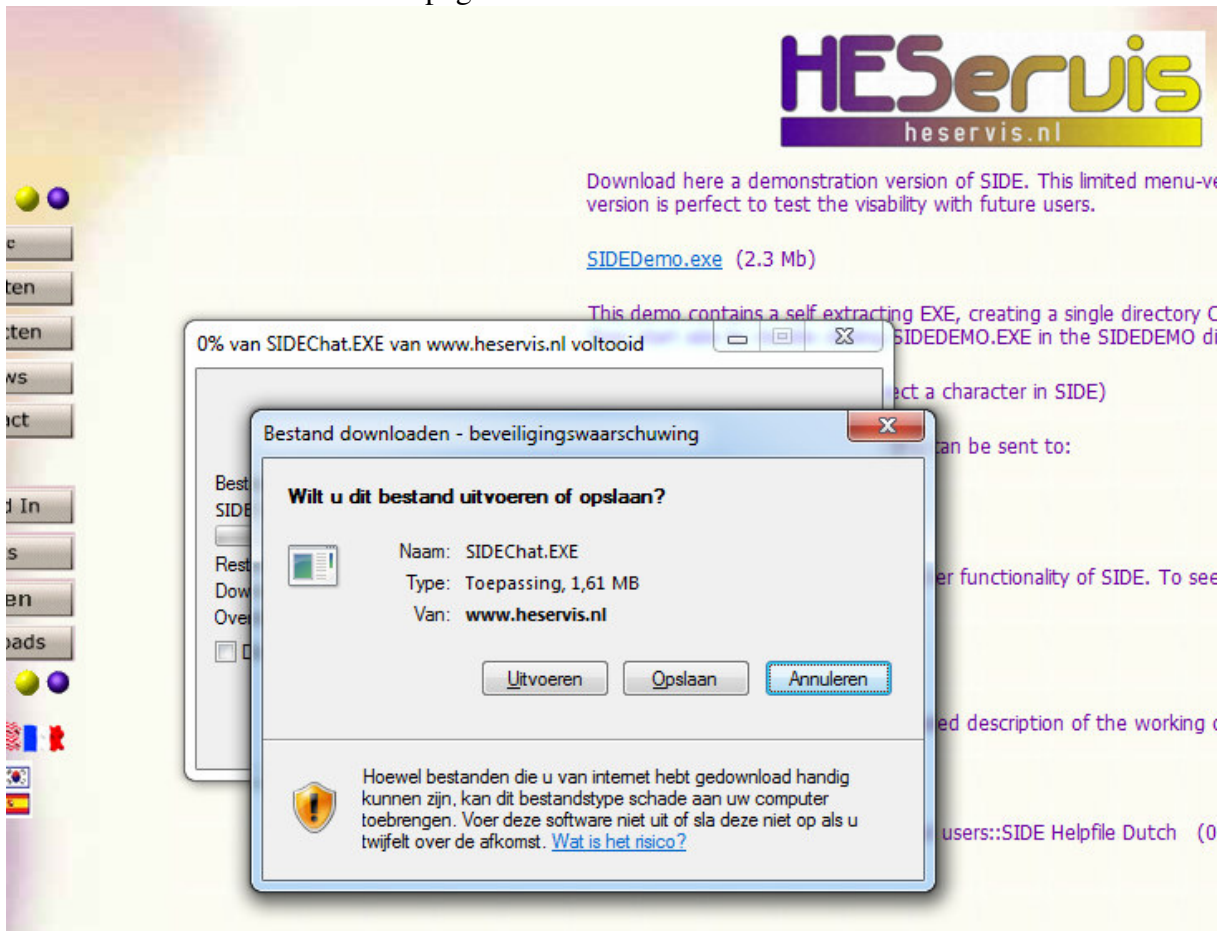 HEServis
heservis.nl
Download here a demonstration version of SIDE. This limited menu-ve
version is perfect to test the visability with future users.
SIDEDemo.exe (2.3 Mb)
This demo contains a self extracting EXE, creating a single directory C
SIDEDEMO.EXE in the SIDEDEMO di
ect a character in SIDE)
can be sent to:
er functionality of SIDE. To see
ed description of the working o
users::SIDE Helpfile Dutch (0
e
ten
cten
ws
act
d In
s
en
oads
0% van SIDEChat.EXE van www.heservis.nl voltooid
Best
SIDE
Rest
Dow
Over
D
Bestand downloaden - beveiligingswaarschuwing
Wilt u dit bestand uitvoeren of opslaan?
Naam: SIDEChat.EXE
Type: Toepassing, 1,61 MB
Van: www.heservis.nl
Uitvoeren Opslaan Annuleren
Hoewel bestanden die u van internet hebt gedownload handig
kunnen zijn, kan dit bestandstype schade aan uw computer
toebrengen. Voer deze software niet uit of sla deze niet op als u
twijfelt over de afkomst. Wat is het risico?